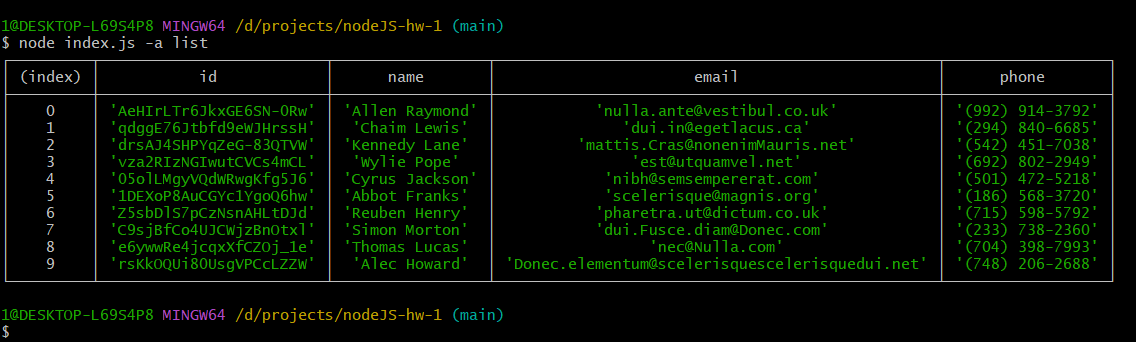 1@DESKTOP-L69S4P8 MINGW64 /d/projects/nodeJS-hw-1 (main)
$ node index.js -a list
(index) id name email phone
0 'AeHIrLTr6JkxGE6SN-0Rw' 'Allen Raymond' 'nulla.ante@vestibul.co.uk' '(992) 914-3792'
1 'qdggE76Jtbfd9eWJHrssH' 'Chaim Lewis' 'dui.in@egetlacus.ca' '(294) 840-6685'
2 'drsAJ4SHPYqZeG-83QTVW' 'Kennedy Lane' 'mattis.Cras@nonenimMauris.net' '(542) 451-7038'
3 'vza2RIzNGIwutCVCs4mCL' 'Wylie Pope' 'est@utquamvel.net' '(692) 802-2949'
4 '05olLMgyVQdWRwgKfg5J6' 'Cyrus Jackson' 'nibh@semsempererat.com' '(501) 472-5218'
5 '1DEXoP8AuCGYc1YgoQ6hw' 'Abbot Franks' 'scelerisque@magnis.org' '(186) 568-3720'
6 'Z5sbDlS7pCzNsnAHLtDJd' 'Reuben Henry' 'pharetra.ut@dictum.co.uk' '(715) 598-5792'
7 'C9sjBfCo4UJCWjzBnOtxl' 'Simon Morton' 'dui.Fusce.diam@Donec.com' '(233) 738-2360'
8 'e6ywwRe4jcqxXfCZOj_1e' 'Thomas Lucas' 'nec@Nulla.com' '(704) 398-7993'
9 'rsKkOQUi80UsgVPCcLZZW' 'Alec Howard' 'Donec.elementum@scelerisquescelerisquedui.net' '(748) 206-2688'
1@DESKTOP-L69S4P8 MINGW64 /d/projects/nodeJS-hw-1 (main)
$